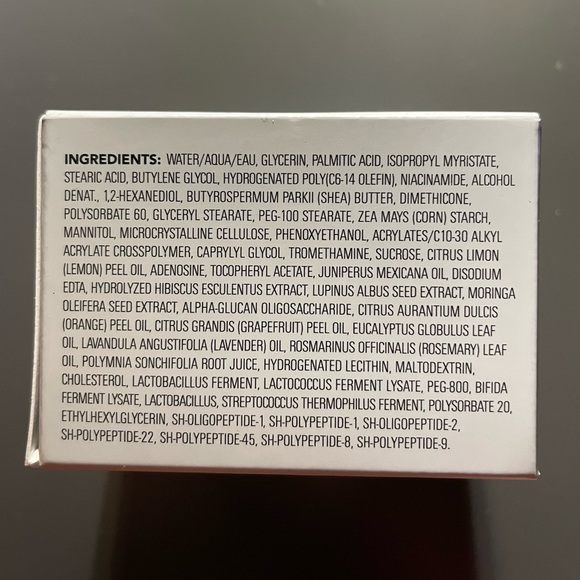 INGREDIENTS: WATER/AQUA/EAU, GLYCERIN, PALMITIC ACID, ISOPROPYL MYRISTATE,
STEARIC ACID, BUTYLENE GLYCOL, HYDROGENATED POLY(C6-14 OLEFIN), NIACINAMIDE, ALCOHOL
DENAT., 1,2-HEXANEDIOL, BUTYROSPERMUM PARKII (SHEA) BUTTER, DIMETHICONE,
POLYSORBATE 60, GLYCERYL STEARATE, PEG-100 STEARATE, ZEA MAYS (CORN) STARCH,
MANNITOL, MICROCRYSTALLINE CELLULOSE, PHENOXYETHANOL, ACRYLATES/C10-30 ALKYL
ACRYLATE CROSSPOLYMER, CAPRYLYL GLYCOL, TROMETHAMINE, SUCROSE, CITRUS LIMON
(LEMON) PEEL OIL, ADENOSINE, TOCOPHERYL ACETATE, JUNIPERUS MEXICANA OIL, DISODIUM
EDTA, HYDROLYZED HIBISCUS ESCULENTUS EXTRACT, LUPINUS ALBUS SEED EXTRACT, MORINGA
OLEIFERA SEED EXTRACT, ALPHA-GLUCAN OLIGOSACCHARIDE, CITRUS AURANTIUM DULCIS
(ORANGE) PEEL OIL, CITRUS GRANDIS (GRAPEFRUIT) PEEL OIL, EUCALYPTUS GLOBULUS LEAF
OIL, LAVANDULA ANGUSTIFOLIA (LAVENDER) OIL, ROSMARINUS OFFICINALIS (ROSEMARY) LEAF
OIL, POLYMNIA SONCHIFOLIA ROOT JUICE, HYDROGENATED LECITHIN, MALTODEXTRIN,
CHOLESTEROL, LACTOBACILLUS FERMENT, LACTOCOCCUS FERMENT LYSATE, PEG-800, BIFIDA
FERMENT LYSATE, LACTOBACILLUS, STREPTOCOCCUS THERMOPHILUS FERMENT, POLYSORBATE 20,
ETHYLHEXYLGLYCERIN, SH-OLIGOPEPTIDE-1, SH-POLYPEPTIDE-1, SH-OLIGOPEPTIDE-2,
SH-POLYPEPTIDE-22, SH-POLYPEPTIDE-45, SH-POLYPEPTIDE-8, SH-POLYPEPTIDE-9.